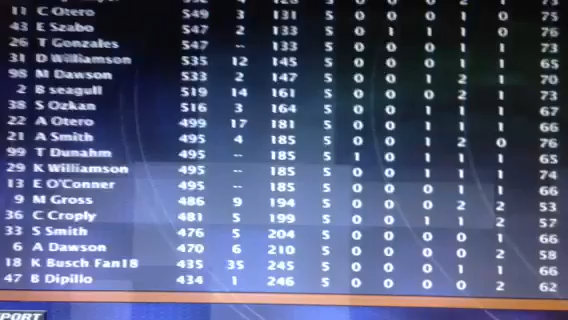 11 C Otero 549 3 131 5 0 0 1 1 0 75
43 E Szabo 547 2 133 5 0 1 1 1 0 76
26 T Gonzales 547 -- 133 5 0 0 0 0 0 73
31 D Williamson 535 12 145 5 0 0 1 1 1 65
98 M Dawson 533 2 147 5 0 0 1 2 1 70
2 B seagull 519 14 161 5 0 0 0 2 1 73
38 S Ozkan 516 3 164 5 0 0 1 1 1 67
22 A Otero 499 17 181 5 0 0 1 1 1 66
21 A Smith 495 4 185 5 0 0 1 2 0 76
99 T Dunahm 495 -- 185 5 1 0 1 1 1 65
29 K Williamson 495 -- 185 5 0 0 1 1 1 74
13 E O'Conner 495 -- 185 5 0 0 0 1 1 66
9 M Gross 486 9 194 5 0 0 0 2 2 53
36 C Croply 481 5 199 5 0 0 1 1 2 57
33 S Smith 476 5 204 5 0 0 0 0 1 66
6 A Dawson 470 6 210 5 0 0 0 0 2 58
18 K Busch Fan18 435 35 245 5 0 0 0 1 1 66
47 B Dipillo 434 1 246 5 0 0 0 0 2 62
PORT